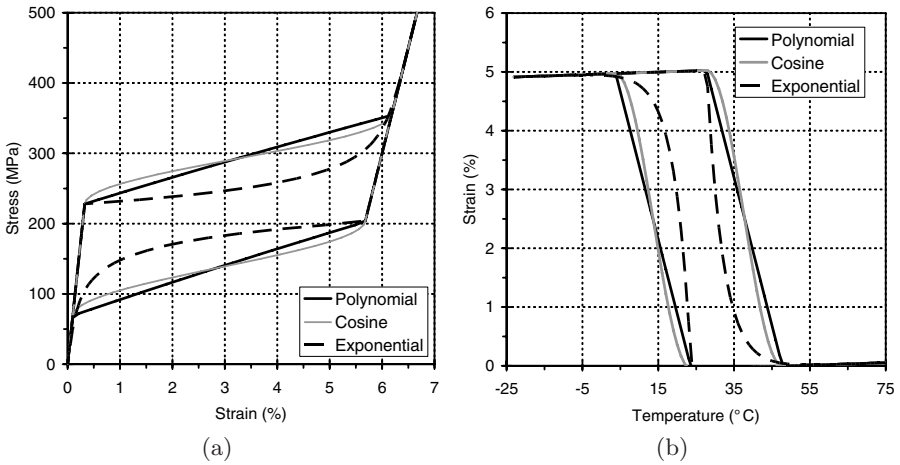 500
400
300
200
100
0
Stress (MPa)
0 1 2 3 4 5 6 7
Strain (%)
Polynomial
Cosine
Exponential
(a)
6
5
4
3
2
1
0
Strain (%)
-25 -5 15 35 55 75
Temperature (°C)
Polynomial
Cosine
Exponential
(b)